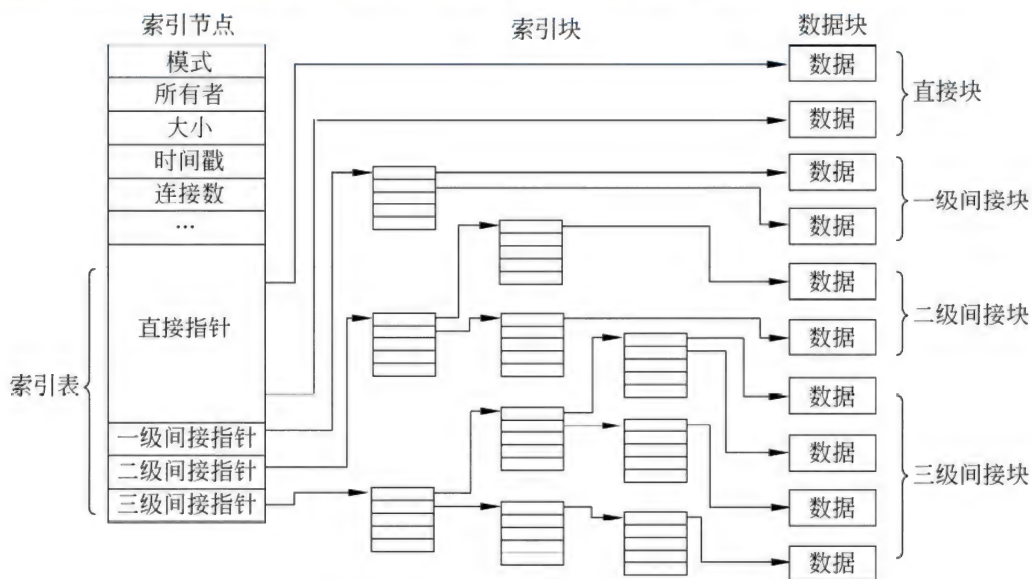 索引节点
索引块
数据块
模式
所有者
大小
时间戳
连接数
…
直接指针
一级间接指针
二级间接指针
三级间接指针
索引表
数据
数据
数据
数据
数据
数据
数据
数据
数据
数据
直接块
一级间接块
二级间接块
三级间接块